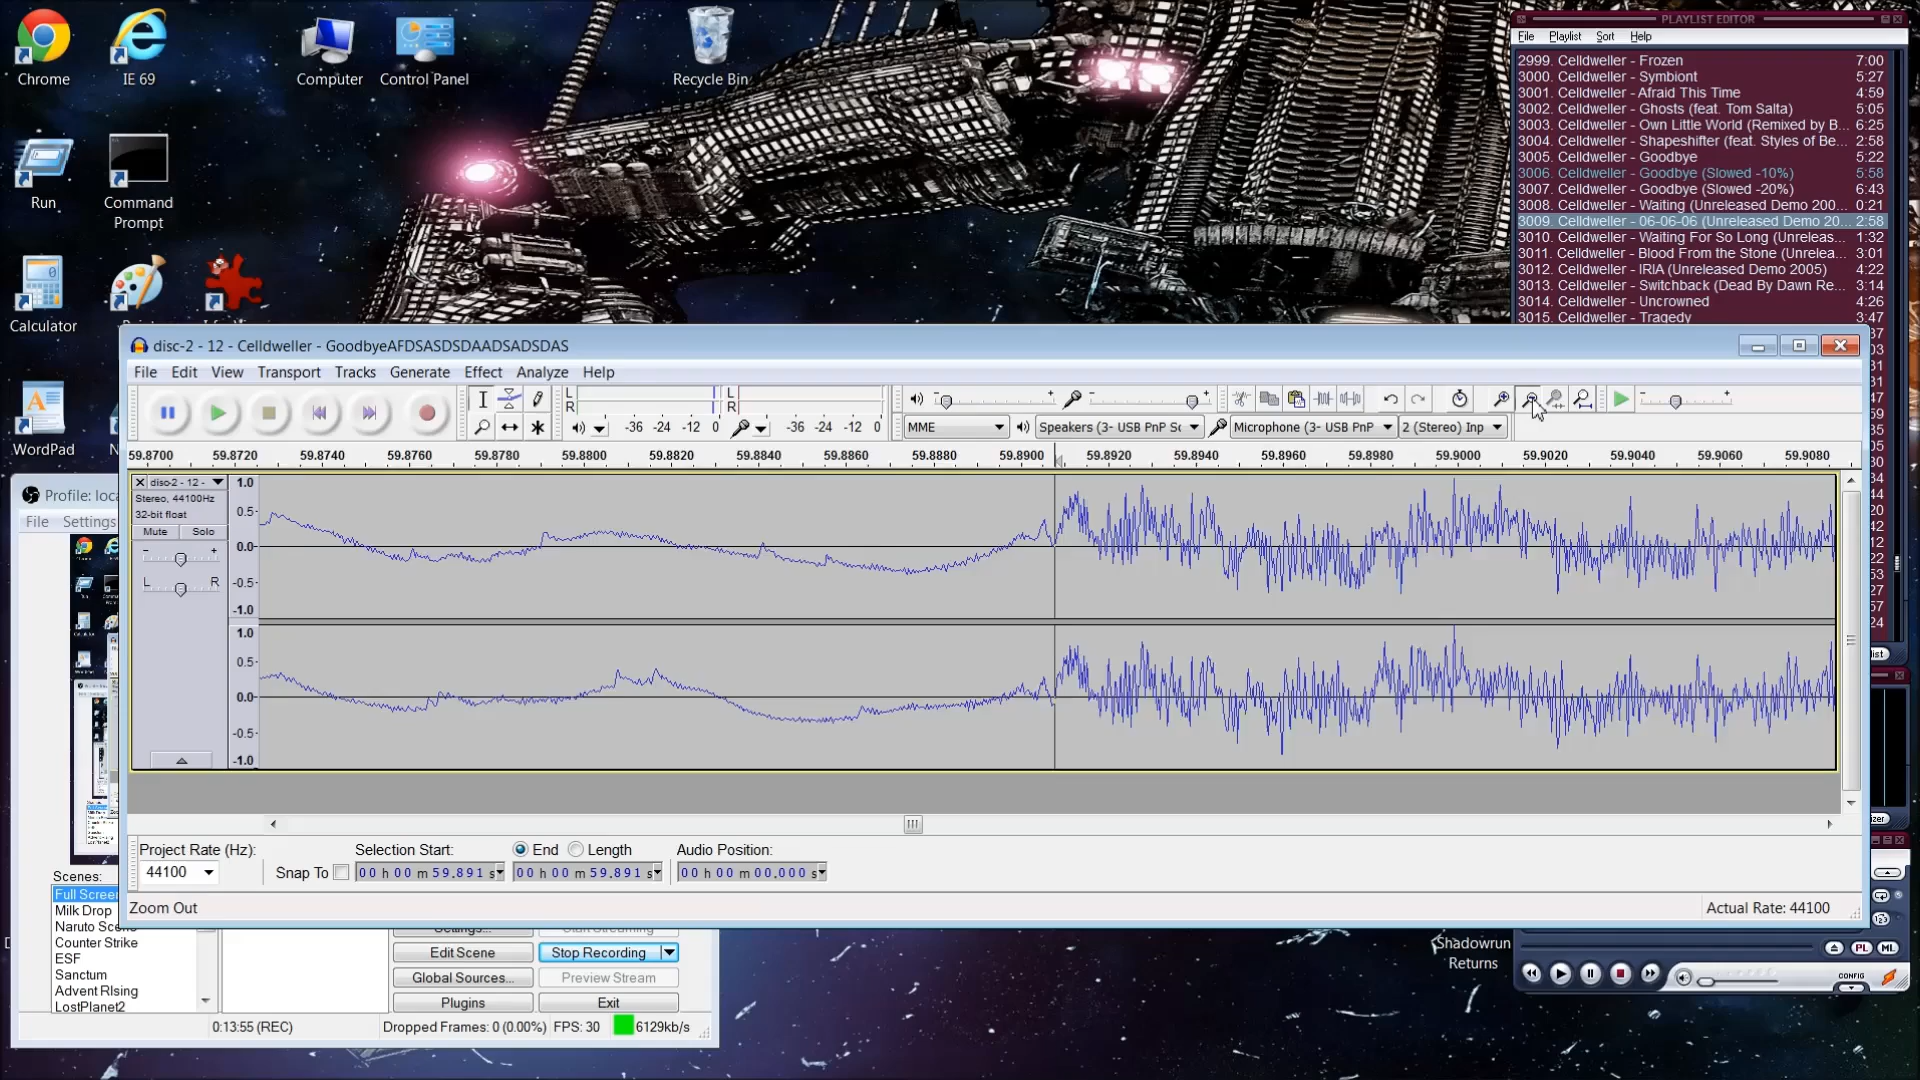 Chrome
IE 69
Computer
Control Panel
Recycle Bin
Run
Command Prompt
Calculator
WordPad
PLAYLIST EDITOR
File Playlist Sort Help
2999. Celldweller - Frozen 7:00
3000. Celldweller - Symbiont 5:27
3001. Celldweller - Afraid This Time 4:59
3002. Celldweller - Ghosts (feat. Tom Salta) 5:05
3003. Celldweller - Own Little World (Remixed by B... 6:25
3004. Celldweller - Shapeshifter (feat. Styles of Be... 2:58
3005. Celldweller - Goodbye 5:22
3006. Celldweller - Goodbye (Slowed -10%) 5:58
3007. Celldweller - Goodbye (Slowed -20%) 6:43
3008. Celldweller - Waiting (Unreleased Demo 200... 0:21
3009. Celldweller - 06-06-06 (Unreleased Demo 20... 2:58
3010. Celldweller - Waiting For So Long (Unreleas... 1:32
3011. Celldweller - Blood From the Stone (Unrelea... 3:01
3012. Celldweller - IRIA (Unreleased Demo 2005) 4:22
3013. Celldweller - Switchback (Dead By Dawn Re... 3:14
3014. Celldweller - Uncrowned 4:26
3015. Celldweller - Tragedy 3:47
disc-2 - 12 - Celldweller - GoodbyeAFDSASDSDAADSADSDAS
File Edit View Transport Tracks Generate Effect Analyze Help
L R -36 -24 -12 0
L R -36 -24 -12 0
MME Speakers (3- USB PnP Sc Microphone (3- USB PnP 2 (Stereo) Inp
59.8700 59.8720 59.8740 59.8760 59.8780 59.8800 59.8820 59.8840 59.8860 59.8880 59.8900 59.8920 59.8940 59.8960 59.8980 59.9000 59.9020 59.9040 59.9060 59.9080
disc-2 - 12 -
Stereo, 44100Hz
32-bit float
Mute Solo
- +
L R
1.0
0.5
0.0
-0.5
-1.0
1.0
0.5
0.0
-0.5
-1.0
Project Rate (Hz):
44100
Snap To
Selection Start:
00 h 00 m 59.891 s
End Length
00 h 00 m 59.891 s
Audio Position:
00 h 00 m 00.000 s
Zoom Out
Actual Rate: 44100
Profile: loca
File Settings
Scenes:
Full Scree
Milk Drop
Naruto Sc
Counter Strike
ESF
Sanctum
Advent RIsing
LostPlanet2
Settings...
Start Streaming
Edit Scene
Stop Recording
Global Sources...
Preview Stream
Plugins
Exit
0:13:55 (REC)
Dropped Frames: 0 (0.00%)
FPS: 30
6129kb/s
Shadowrun Returns
PL
ML
CONFIG